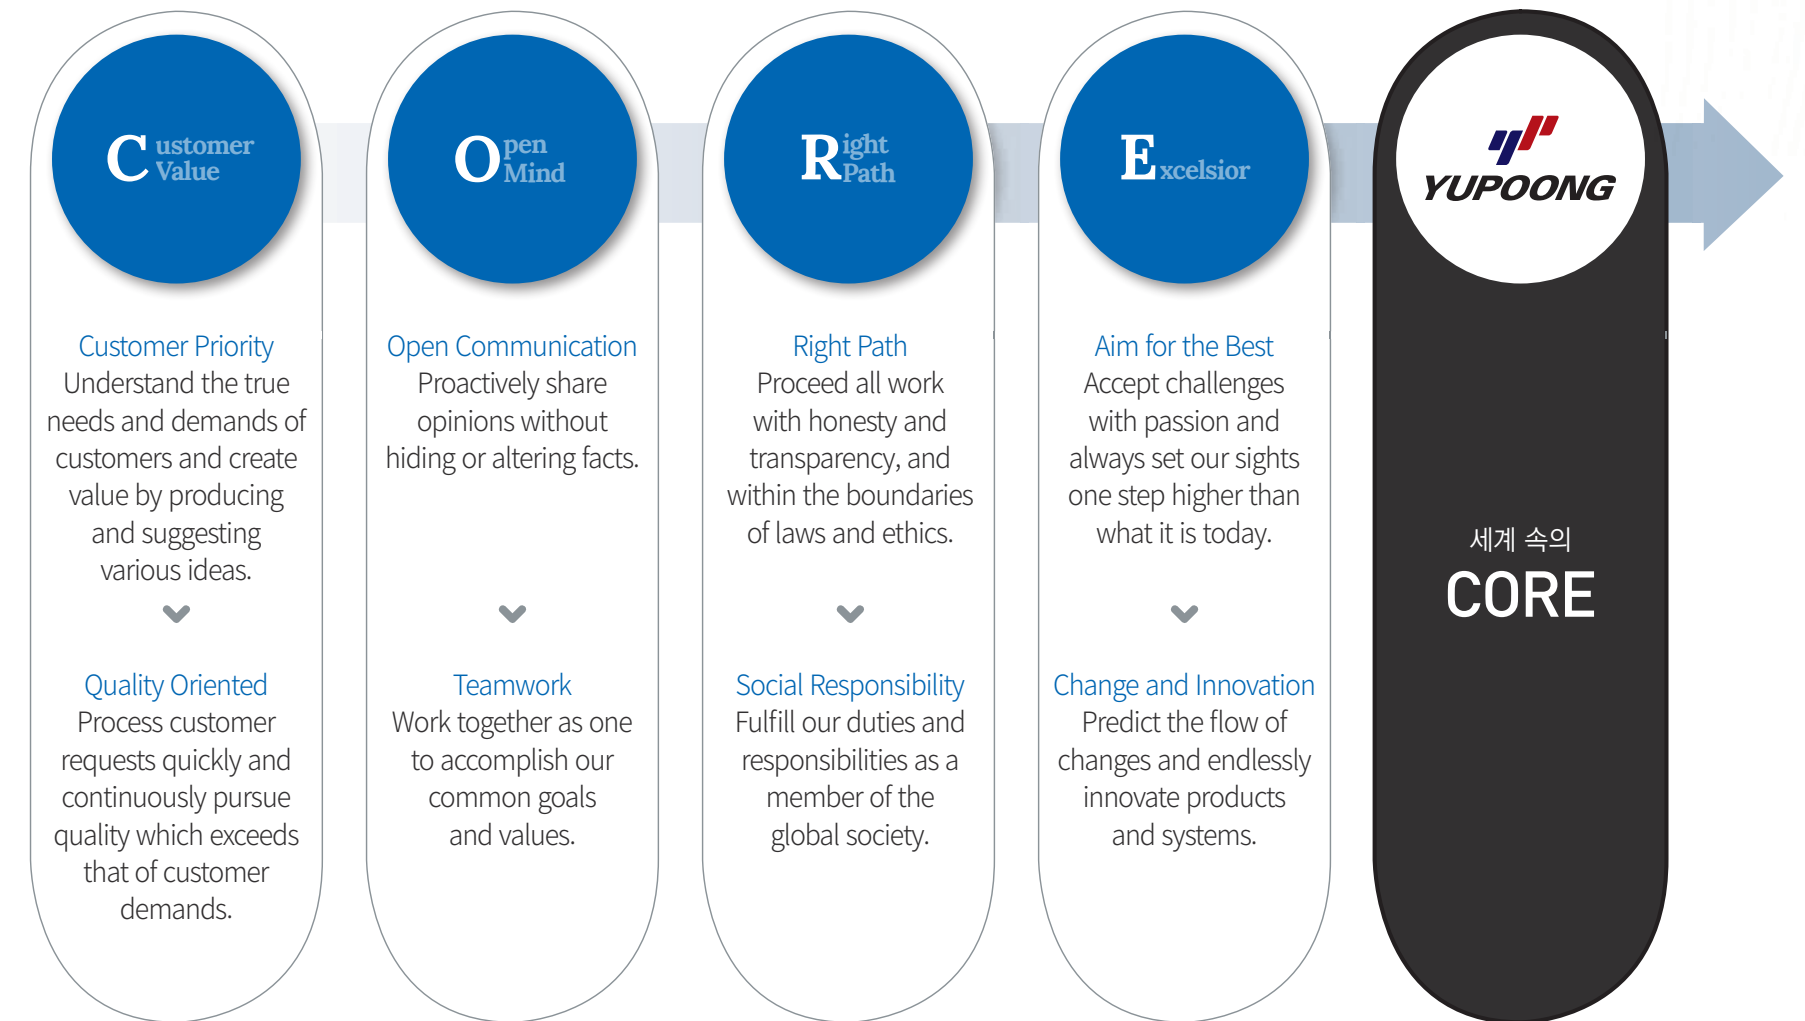 Customer
Value
Customer Priority
Understand the true
needs and demands of
customers and create
value by producing
and suggesting
various ideas.
Quality Oriented
Process customer
requests quickly and
continuously pursue
quality which exceeds
that of customer
demands.
Open
Mind
Open Communication
Proactively share
opinions without
hiding or altering facts.
Teamwork
Work together as one
to accomplish our
common goals
and values.
Right
Path
Right Path
Proceed all work
with honesty and
transparency, and
within the boundaries
of laws and ethics.
Social Responsibility
Fulfill our duties and
responsibilities as a
member of the
global society.
Excelsior
Aim for the Best
Accept challenges
with passion and
always set our sights
one step higher than
what it is today.
Change and Innovation
Predict the flow of
changes and endlessly
innovate products
and systems.
YUPOONG
세계 속의
CORE